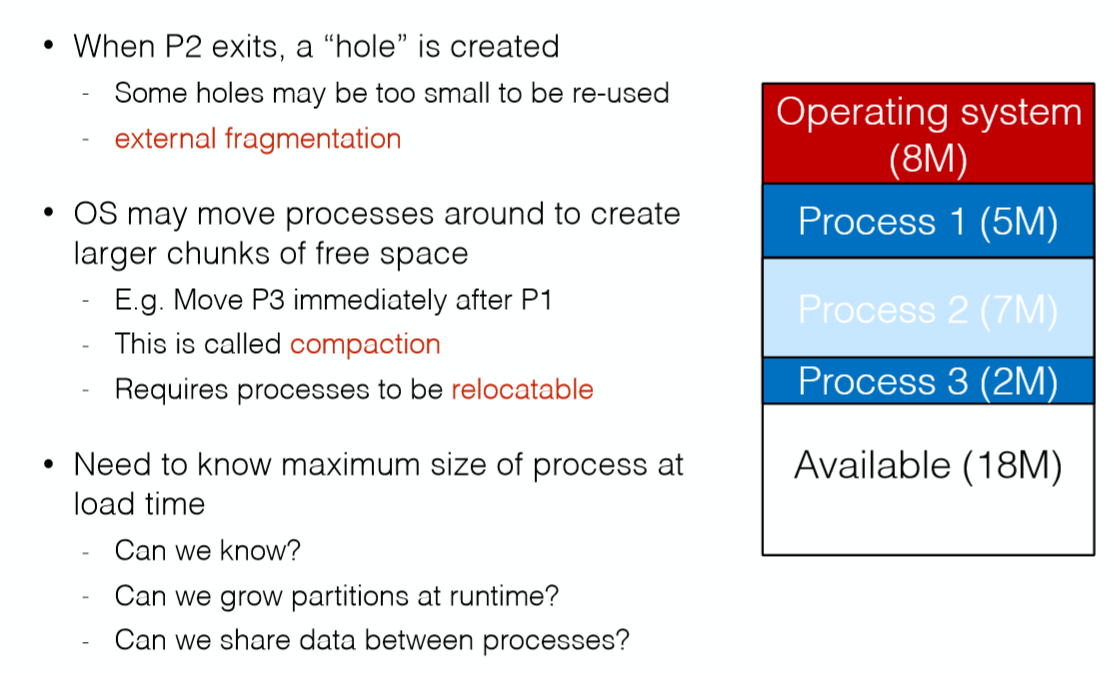 • When P2 exits, a “hole” is created
- Some holes may be too small to be re-used
- external fragmentation
• OS may move processes around to create
larger chunks of free space
- E.g. Move P3 immediately after P1
- This is called compaction
- Requires processes to be relocatable
• Need to know maximum size of process at
load time
- Can we know?
- Can we grow partitions at runtime?
- Can we share data between processes?
Operating system
(8M)
Process 1 (5M)
Process 2 (7M)
Process 3 (2M)
Available (18M)